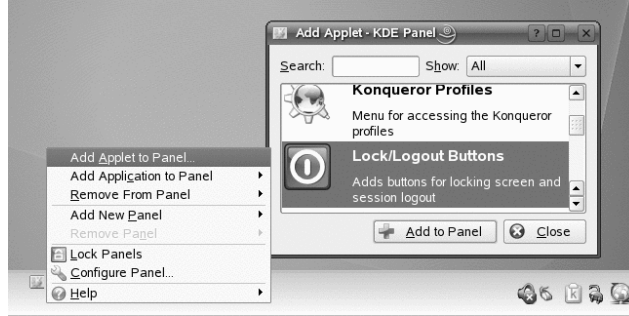 Add Applet - KDE Panel
Search:
Show: All
Konqueror Profiles
Menu for accessing the Konqueror
profiles
Lock/Logout Buttons
Adds buttons for locking screen and
session logout
Add to Panel
Close
Add Applet to Panel...
Add Application to Panel
Remove From Panel
Add New Panel
Remove Panel
Lock Panels
Configure Panel...
Help